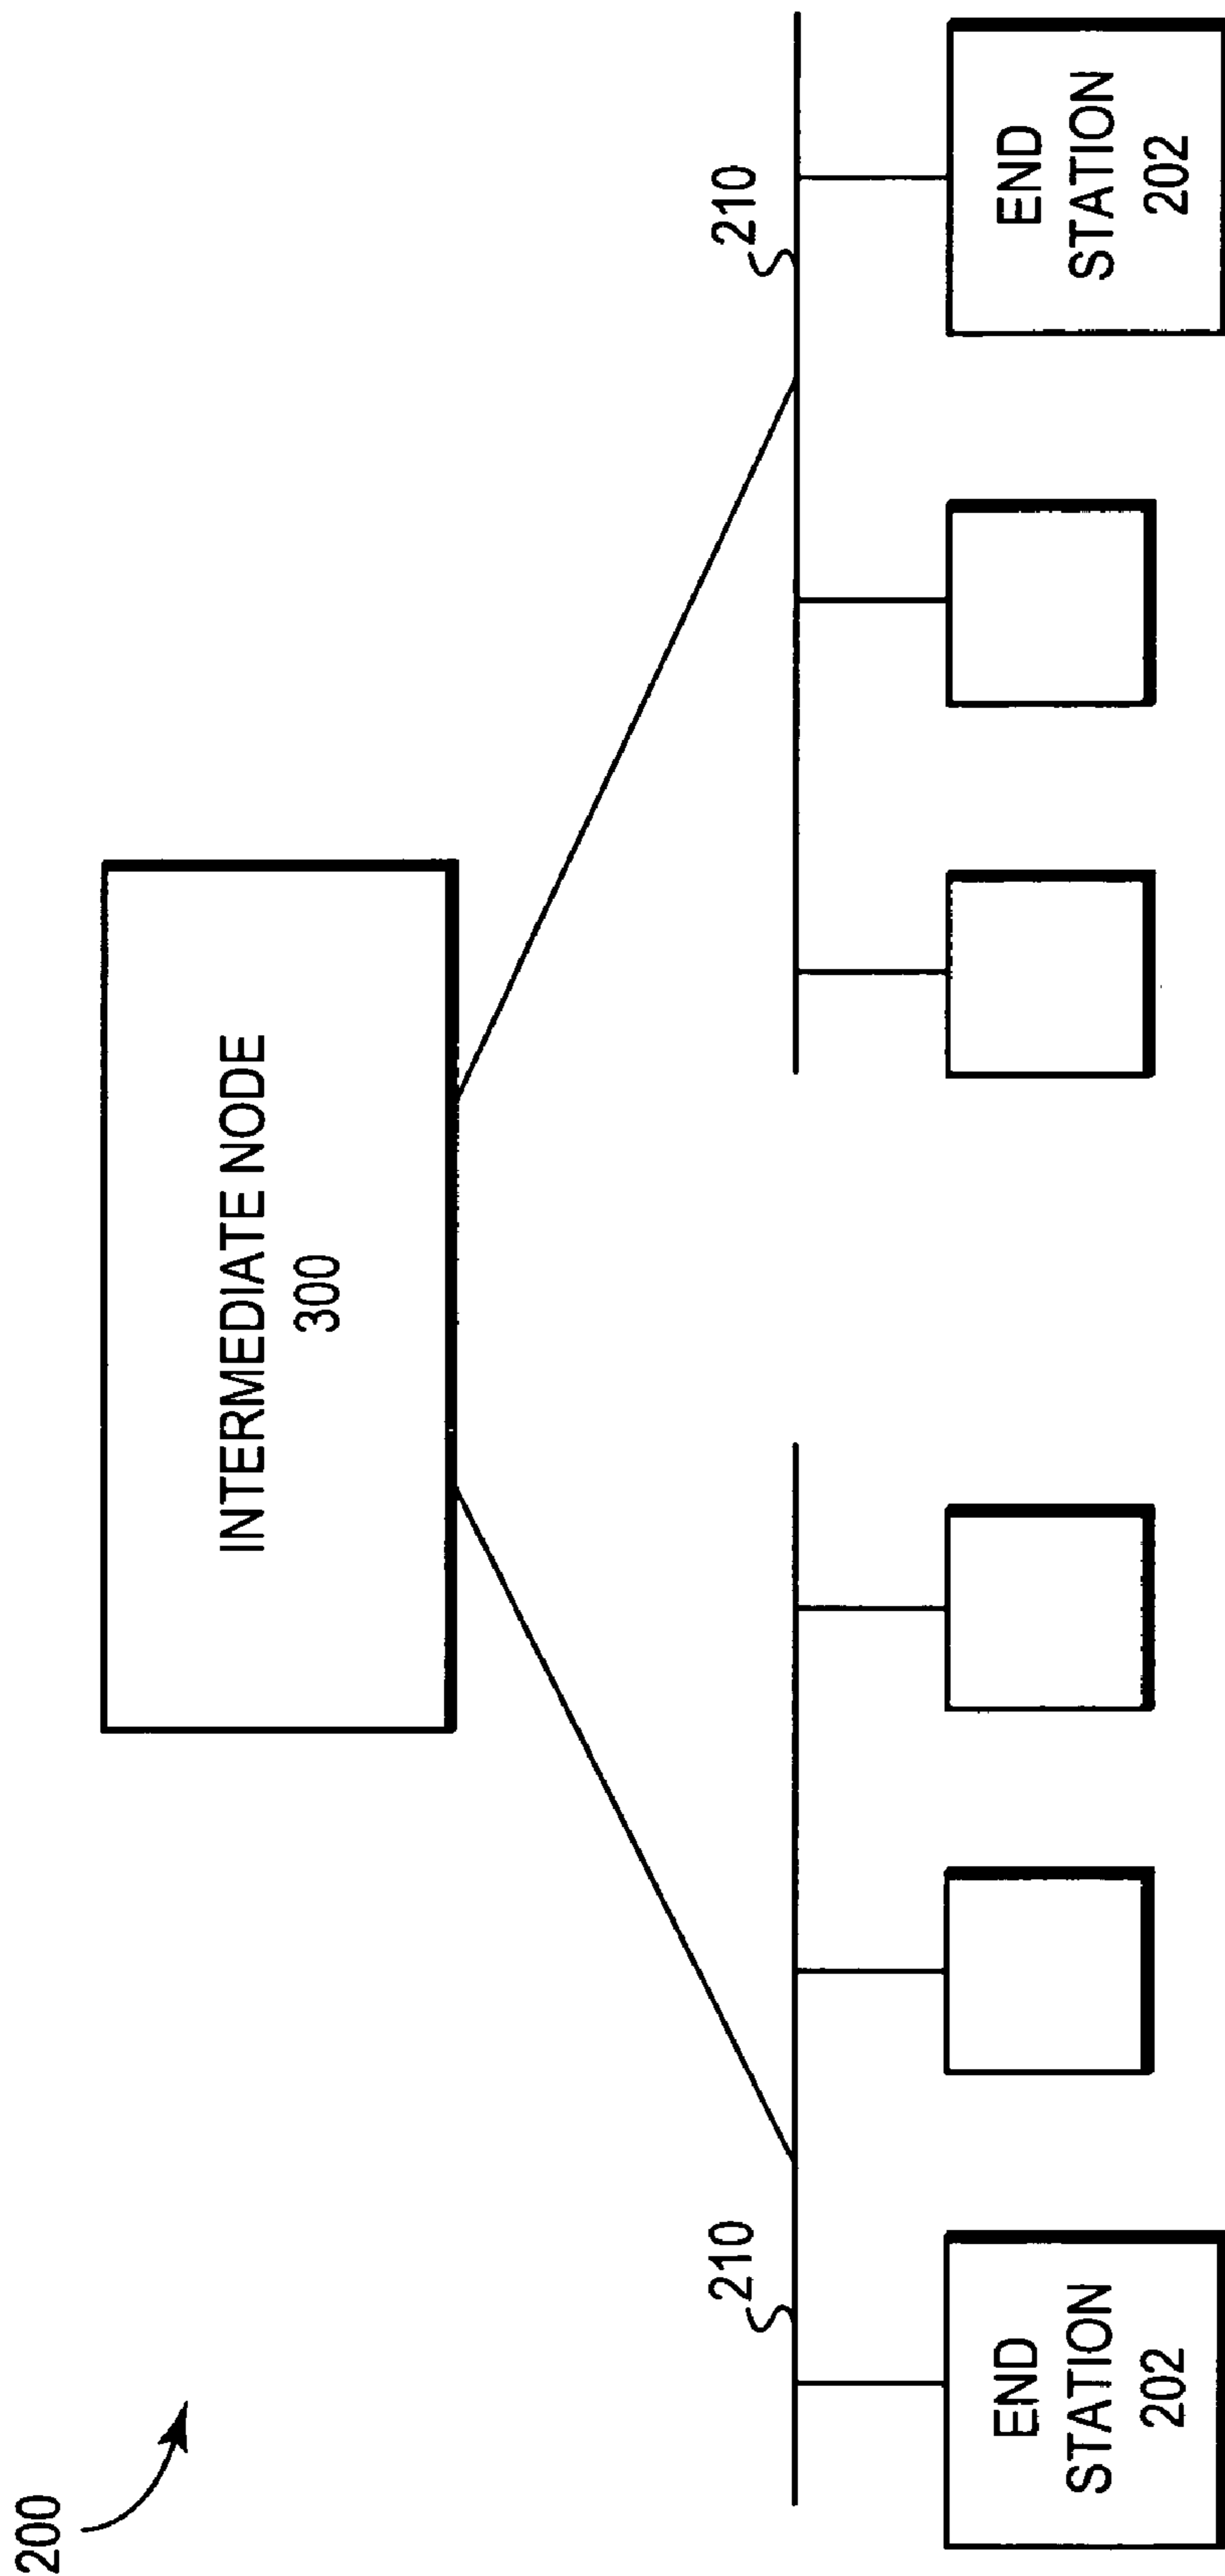 200
INTERMEDIATE NODE
300
210
210
END
STATION
202
END
STATION
202